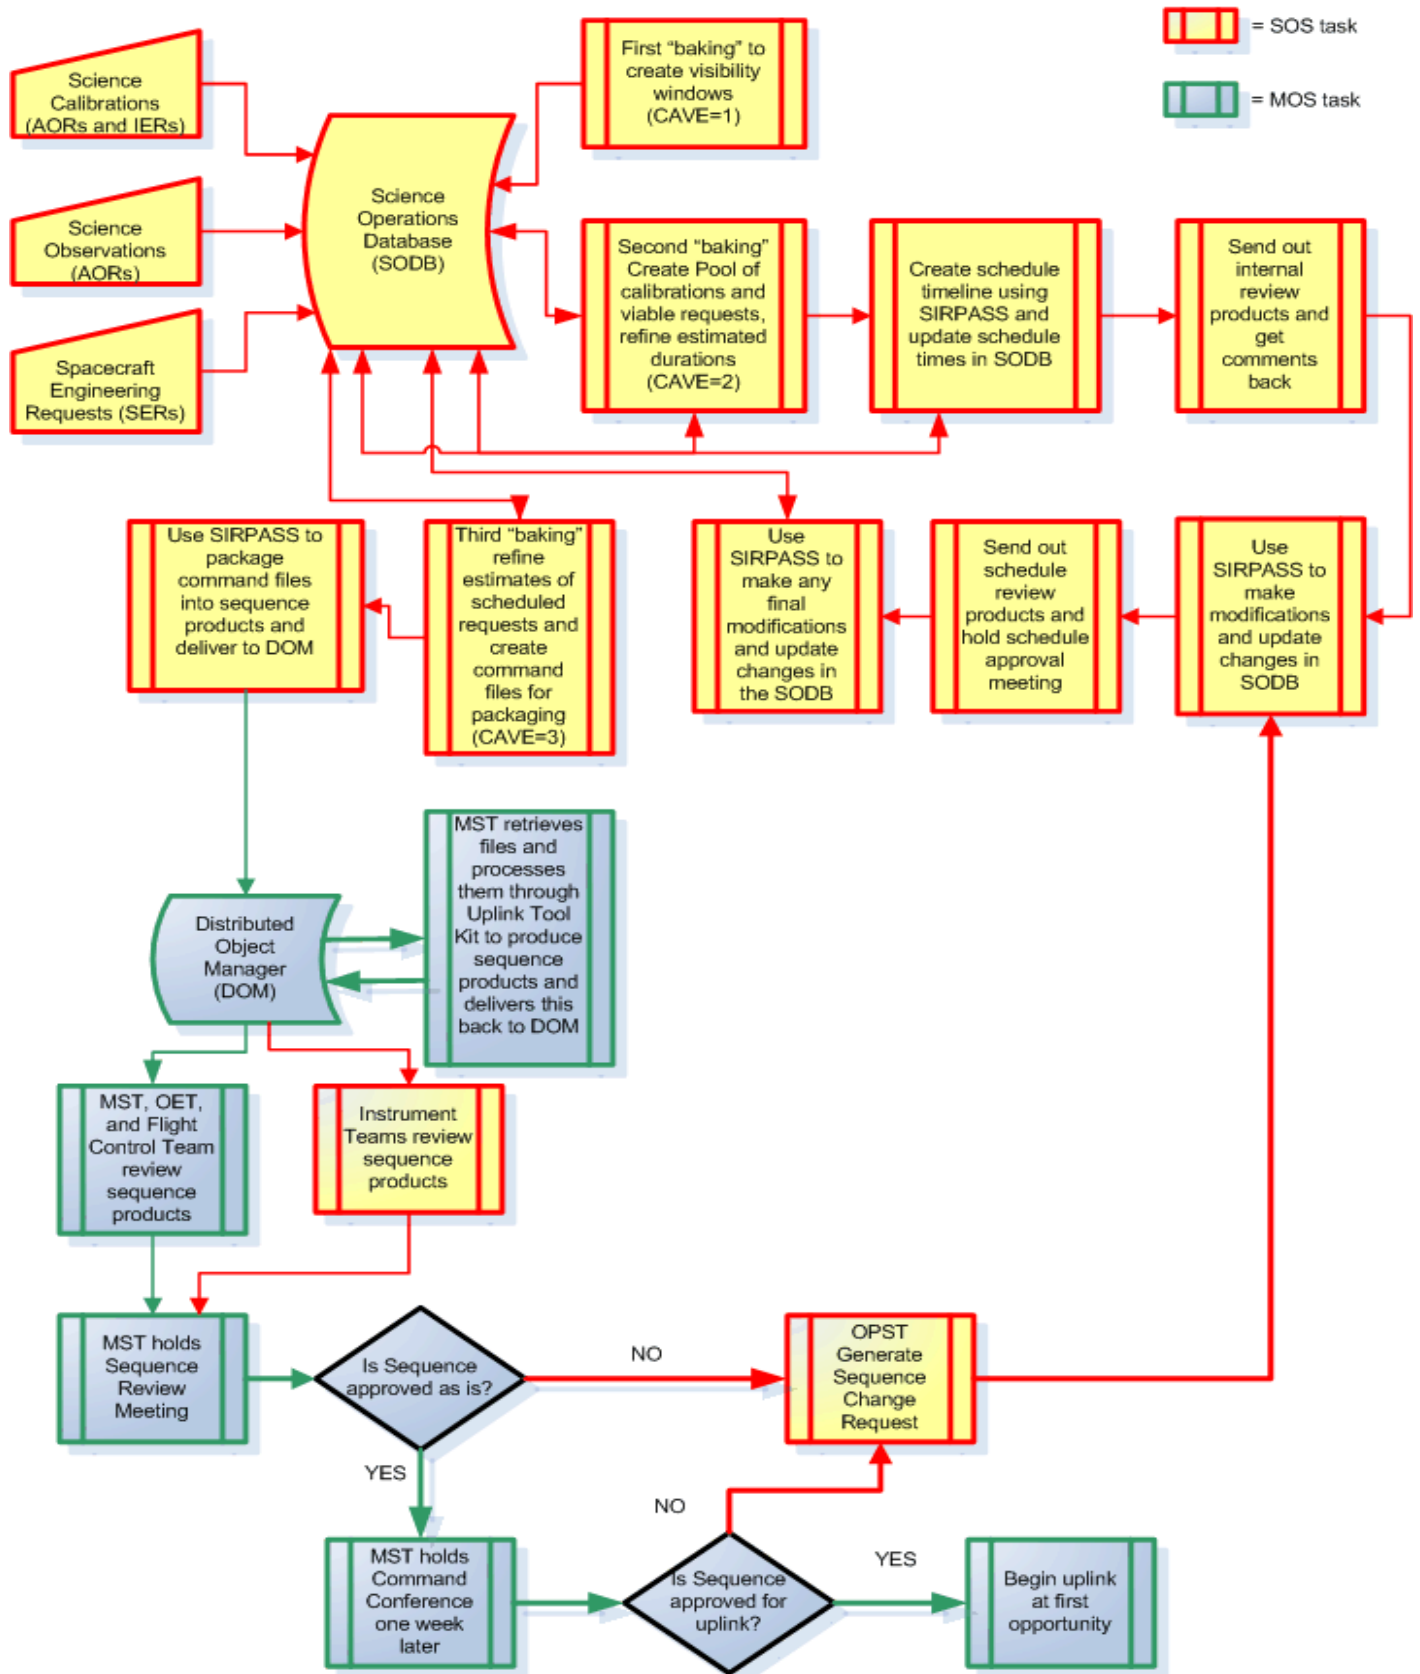 = SOS task
= MOS task
Science
Calibrations
(AORs and IERs)
First “baking” to
create visibility
windows
(CAVE=1)
Science
Operations
Database
(SODB)
Science
Observations
(AORs)
Spacecraft
Engineering
Requests (SERs)
Second “baking”
Create Pool of
calibrations and
viable requests,
refine estimated
durations
(CAVE=2)
Create schedule
timeline using
SIRPASS and
update schedule
times in SODB
Send out
internal
review
products and
get
comments
back
Use SIRPASS to
package
command files
into sequence
products and
deliver to DOM
Third “baking”
refine
estimates of
scheduled
requests and
create
command
files for
packaging
(CAVE=3)
Use
SIRPASS to
make any
final
modifications
and update
changes in
the SODB
Send out
schedule
review
products and
hold schedule
approval
meeting
Use
SIRPASS to
make
modifications
and update
changes in
SODB
MST retrieves
files and
processes
them through
Uplink Tool
Kit to produce
sequence
products and
delivers this
back to DOM
Distributed
Object
Manager
(DOM)
MST, OET,
and Flight
Control Team
review
sequence
products
Instrument
Teams review
sequence
products
MST holds
Sequence
Review
Meeting
Is Sequence
approved as is?
NO
OPST
Generate
Sequence
Change
Request
YES
MST holds
Command
Conference
one week
later
NO
Is Sequence
approved for
uplink?
YES
Begin uplink
at first
opportunity